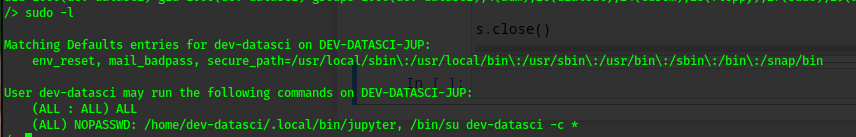 /> sudo -l
s.close()
Matching Defaults entries for dev-datasci on DEV-DATASCI-JUP:
env_reset, mail_badpass, secure_path=/usr/local/sbin\:/usr/local/bin\:/usr/sbin\:/usr/bin\:/sbin\:/bin\:/snap/bin
In [ ]:
User dev-datasci may run the following commands on DEV-DATASCI-JUP:
(ALL : ALL) ALL
(ALL) NOPASSWD: /home/dev-datasci/.local/bin/jupyter, /bin/su dev-datasci -c *